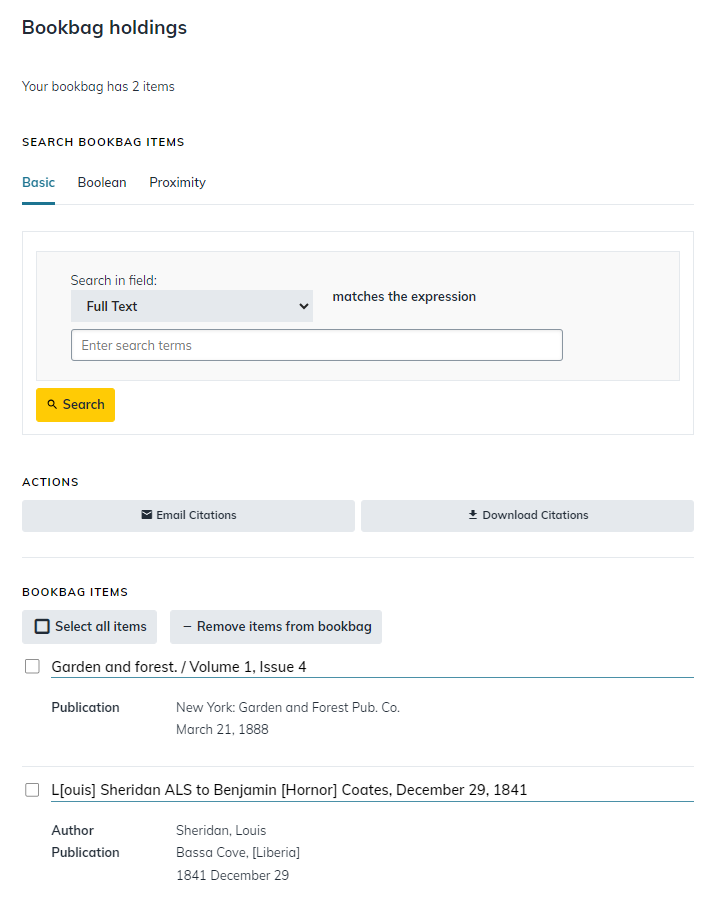 Bookbag holdings
Your bookbag has 2 items
SEARCH BOOKBAG ITEMS
Basic Boolean Proximity
Search in field:
Full Text
matches the expression
Enter search terms
Search
ACTIONS
Email Citations Download Citations
BOOKBAG ITEMS
Select all items − Remove items from bookbag
Garden and forest. / Volume 1, Issue 4
Publication New York: Garden and Forest Pub. Co.
March 21, 1888
L[ouis] Sheridan ALS to Benjamin [Hornor] Coates, December 29, 1841
Author Sheridan, Louis
Publication Bassa Cove, [Liberia]
1841 December 29